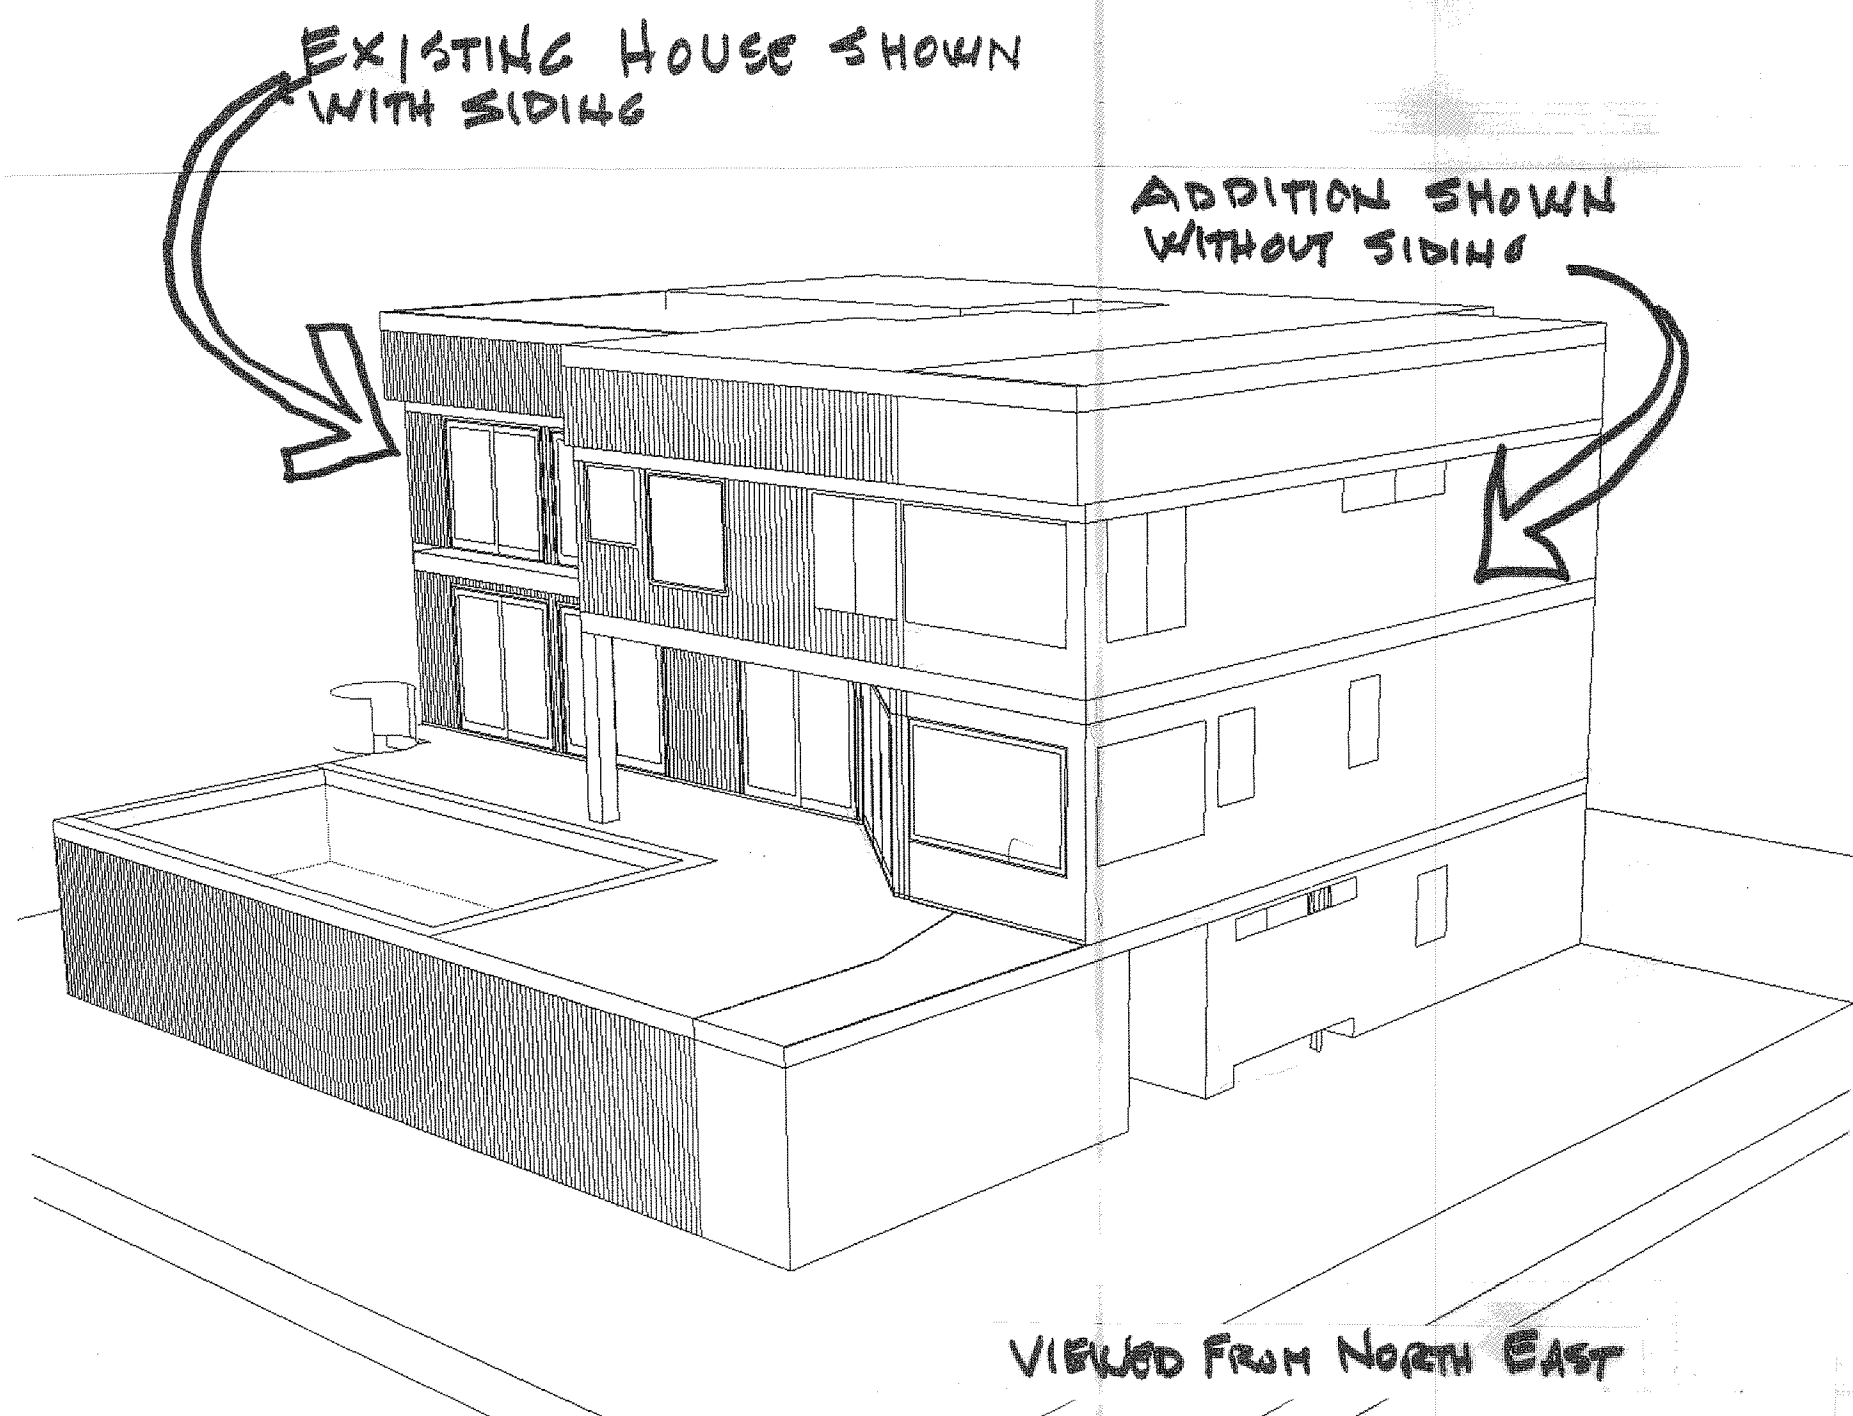 EXISTING HOUSE SHOWN
WITH SIDING
ADDITION SHOWN
WITHOUT SIDING
VIEWED FROM NORTH EAST